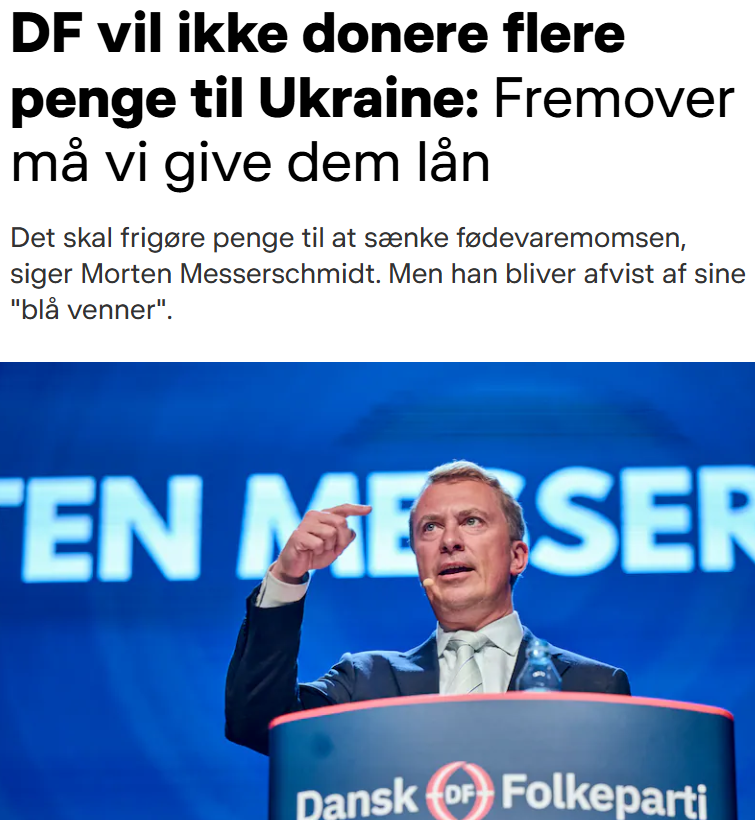 DF vil ikke donere flere
penge til Ukraine: Fremover
må vi give dem lån
Det skal frigøre penge til at sænke fødevaremomsen,
siger Morten Messerschmidt. Men han bliver afvist af sine
"blå venner".
TEN MESSER
Dansk DF Folkeparti